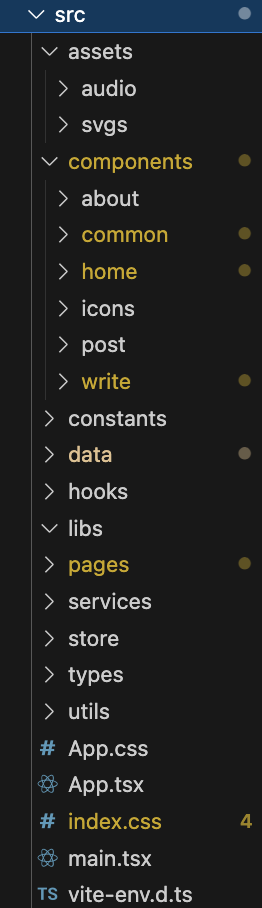 src
assets
audio
svgs
components
about
common
home
icons
post
write
constants
data
hooks
libs
pages
services
store
types
utils
# App.css
App.tsx
# index.css 4
main.tsx
TS vite-env.d.ts